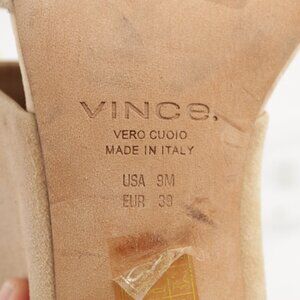 VINCe.
VERO CUOIO
MADE IN ITALY
USA 9M
EUR 39